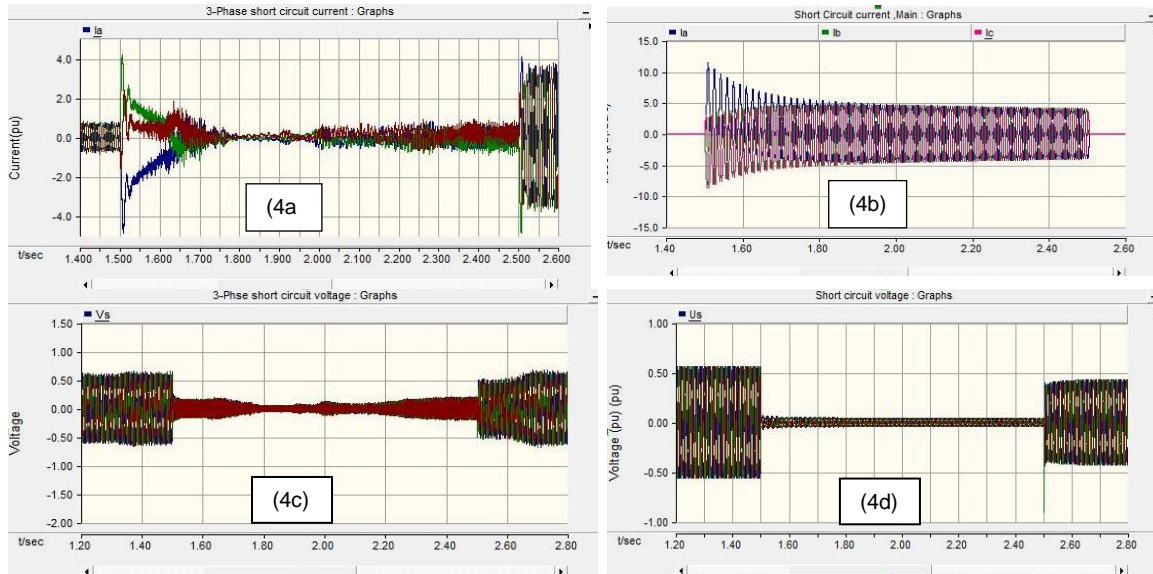 3-Phase short circuit current : Graphs
Ia
Current(pu)
4.0
2.0
0.0
-2.0
-4.0
(4a
t/sec
1.400 1.500 1.600 1.700 1.800 1.900 2.000 2.100 2.200 2.300 2.400 2.500 2.600
Short Circuit current ,Main : Graphs
Ia Ib Ic
15.0
10.0
5.0
0.0
-5.0
-10.0
-15.0
(4b)
1.40 1.60 1.80 2.00 2.20 2.40 2.60
t/sec
3-Phse short circuit voltage : Graphs
Vs
Voltage
1.50
1.00
0.50
0.00
-0.50
-1.00
-1.50
-2.00
(4c)
t/sec 1.20 1.40 1.60 1.80 2.00 2.20 2.40 2.60 2.80
Short circuit voltage : Graphs
Us
Voltage (pu) (pu)
1.00
0.50
0.00
-0.50
-1.00
(4d)
t/sec 1.20 1.40 1.60 1.80 2.00 2.20 2.40 2.60 2.80